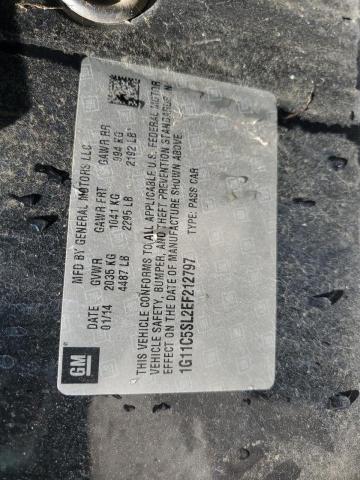 GM
MFD BY GENERAL MOTORS LLC
DATE GVWR GAWR FRT GAWR RR
01/14 2035 KG 1041 KG 994 KG
4487 LB 2295 LB 2192 LB
THIS VEHICLE CONFORMS TO ALL APPLICABLE U.S. FEDERAL MOTOR
VEHICLE SAFETY, BUMPER, AND THEFT PREVENTION STANDARDS IN
EFFECT ON THE DATE OF MANUFACTURE SHOWN ABOVE.
1G11C5SL2EF212797 TYPE: PASS CAR